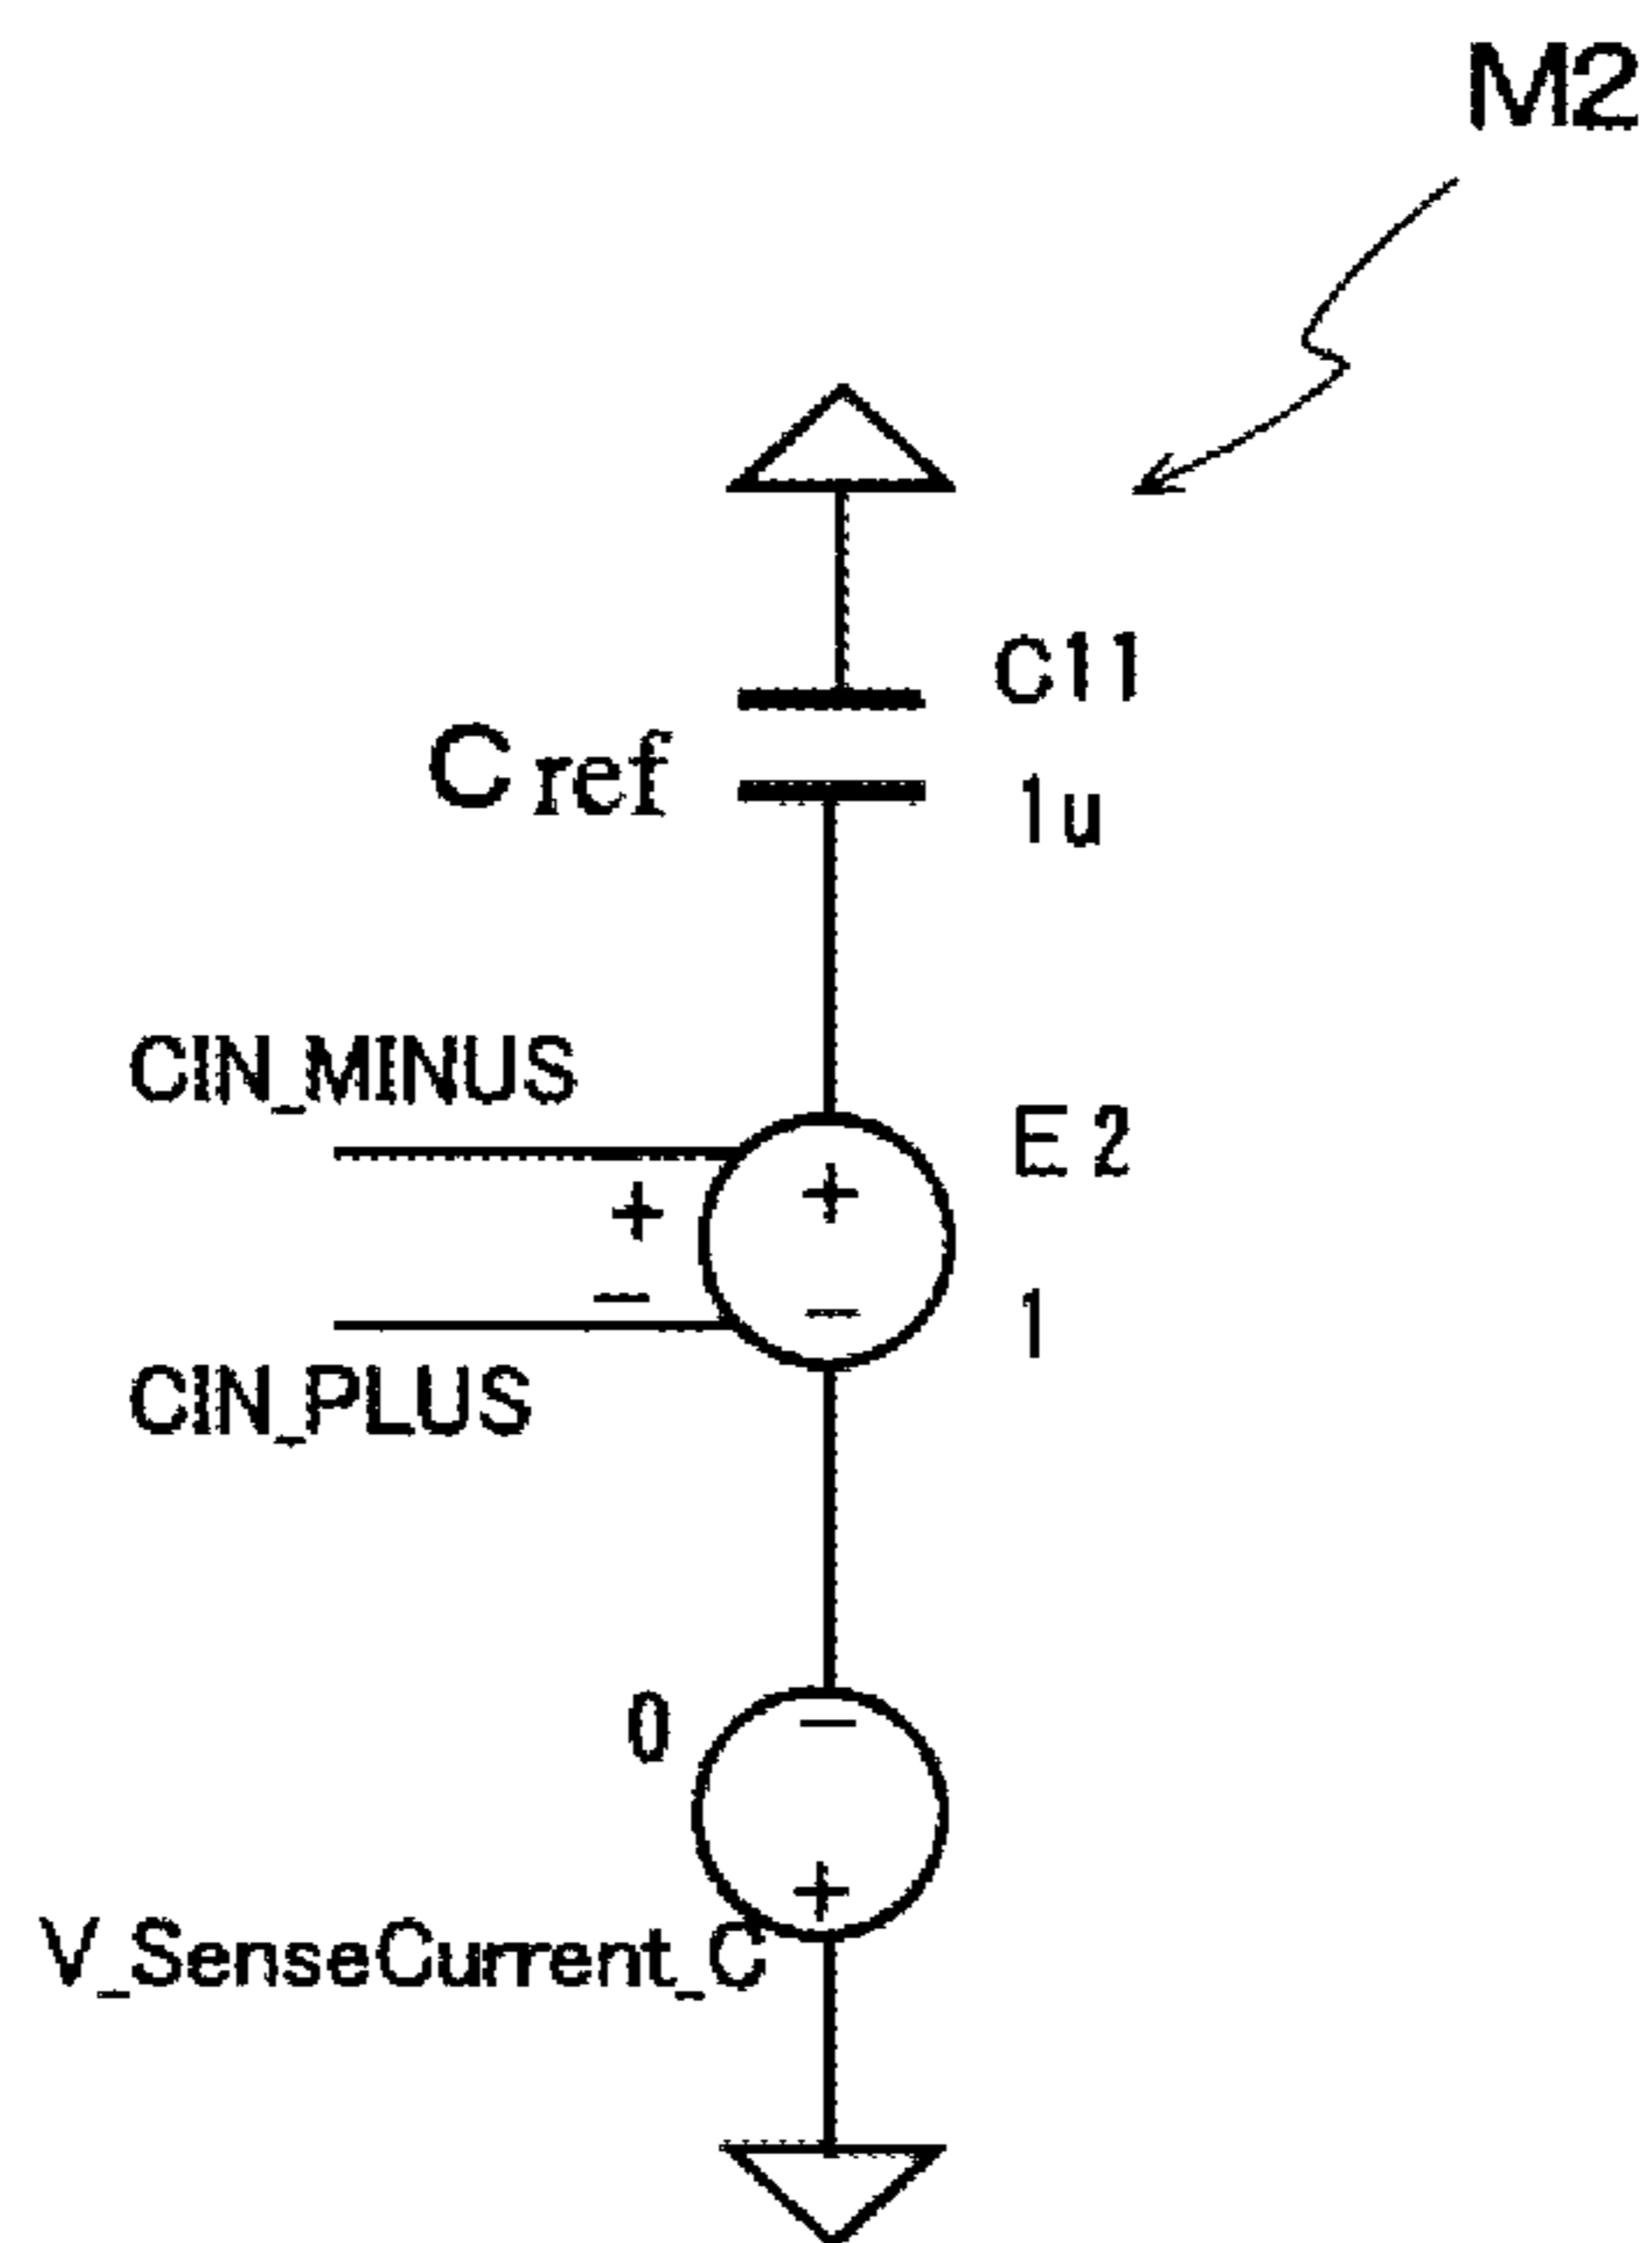 M2
C11
Cref
1u
CIN_MINUS
E2
+
+
−
−
1
CIN_PLUS
0
−
+
V_SenseCurrent_C